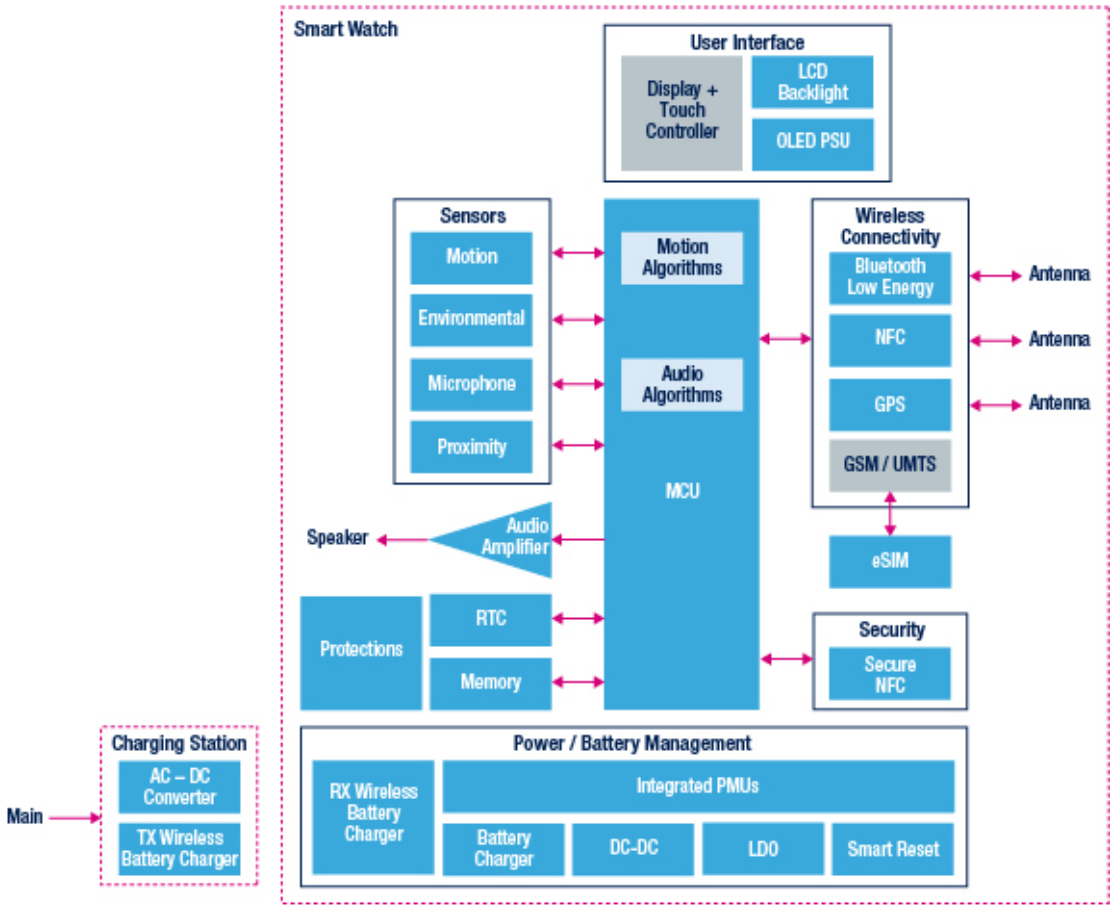 Smart Watch
User Interface
Display +
Touch
Controller
LCD
Backlight
OLED PSU
Sensors
Motion
Environmental
Microphone
Proximity
Motion
Algorithms
Audio
Algorithms
MCU
Wireless
Connectivity
Bluetooth
Low Energy
NFC
GPS
GSM / UMTS
Antenna
Antenna
Antenna
eSIM
Speaker
Audio
Amplifier
Protections
RTC
Memory
Security
Secure
NFC
Charging Station
AC – DC
Converter
TX Wireless
Battery Charger
Main
Power / Battery Management
RX Wireless
Battery
Charger
Integrated PMUs
Battery
Charger
DC-DC
LDO
Smart Reset